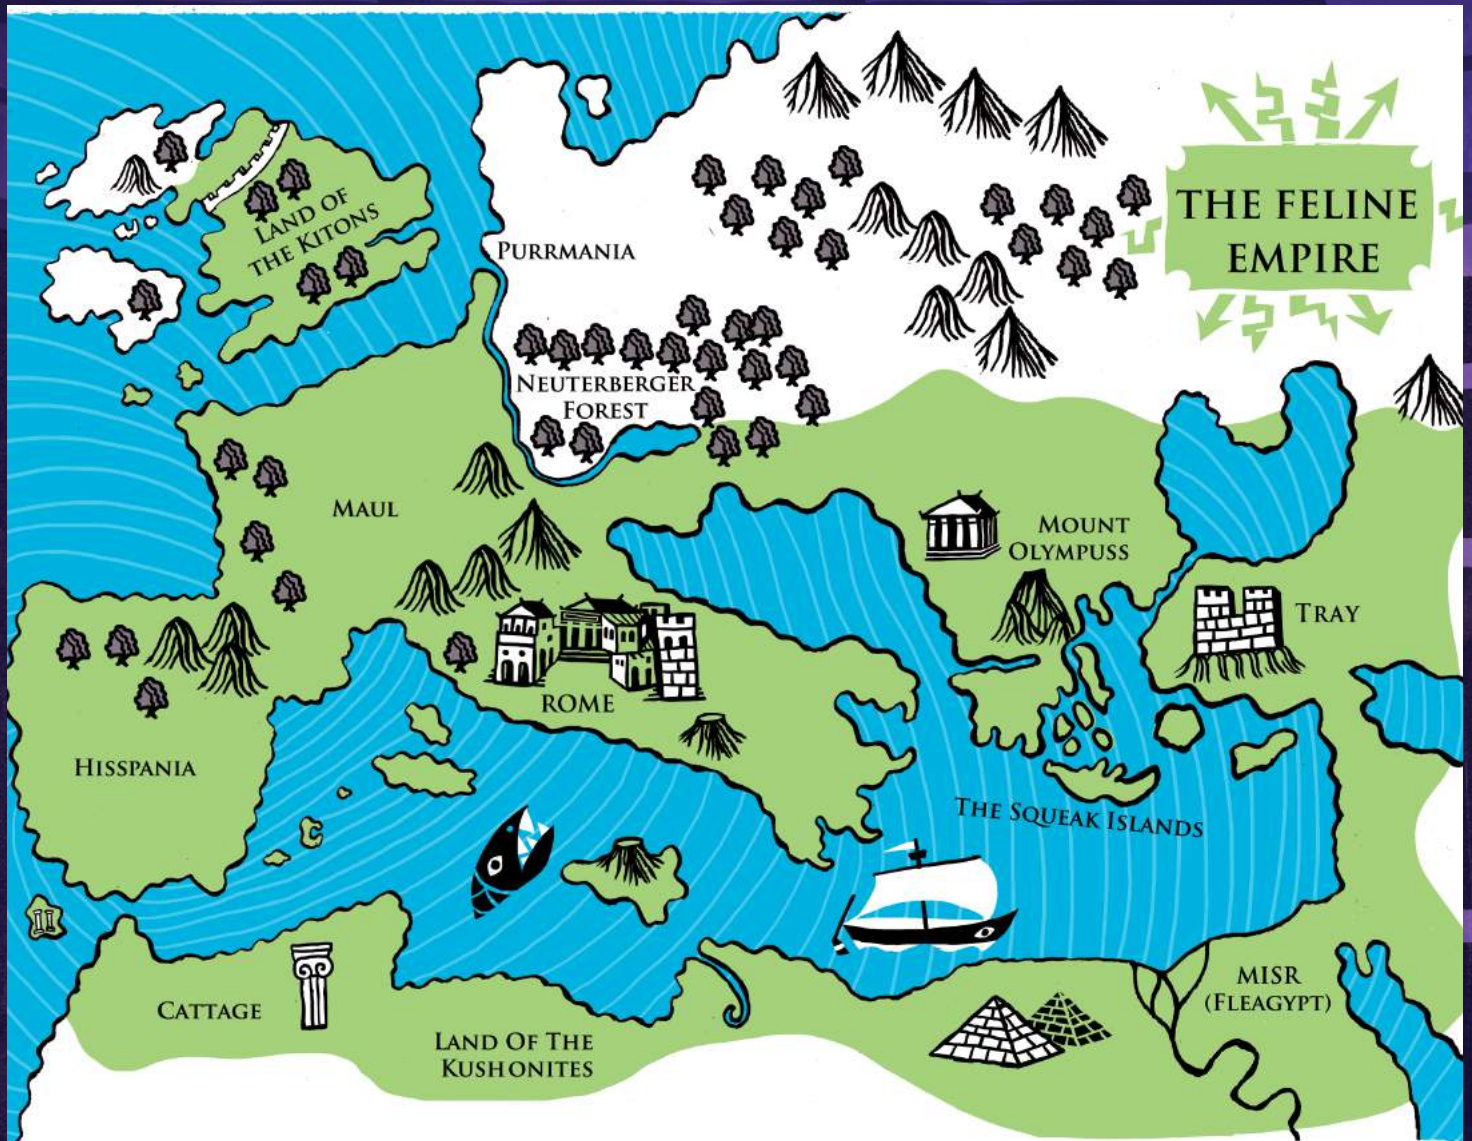 THE FELINE
EMPIRE
LAND OF
THE KITONS
PURRMANIA
NEUTERBERGER
FOREST
MAUL
MOUNT
OLYMPUSS
TRAY
ROME
HISSPANIA
THE SQUEAK ISLANDS
CATTAGE
LAND OF THE
KUSHONITES
MISR
(FLEAGYPT)